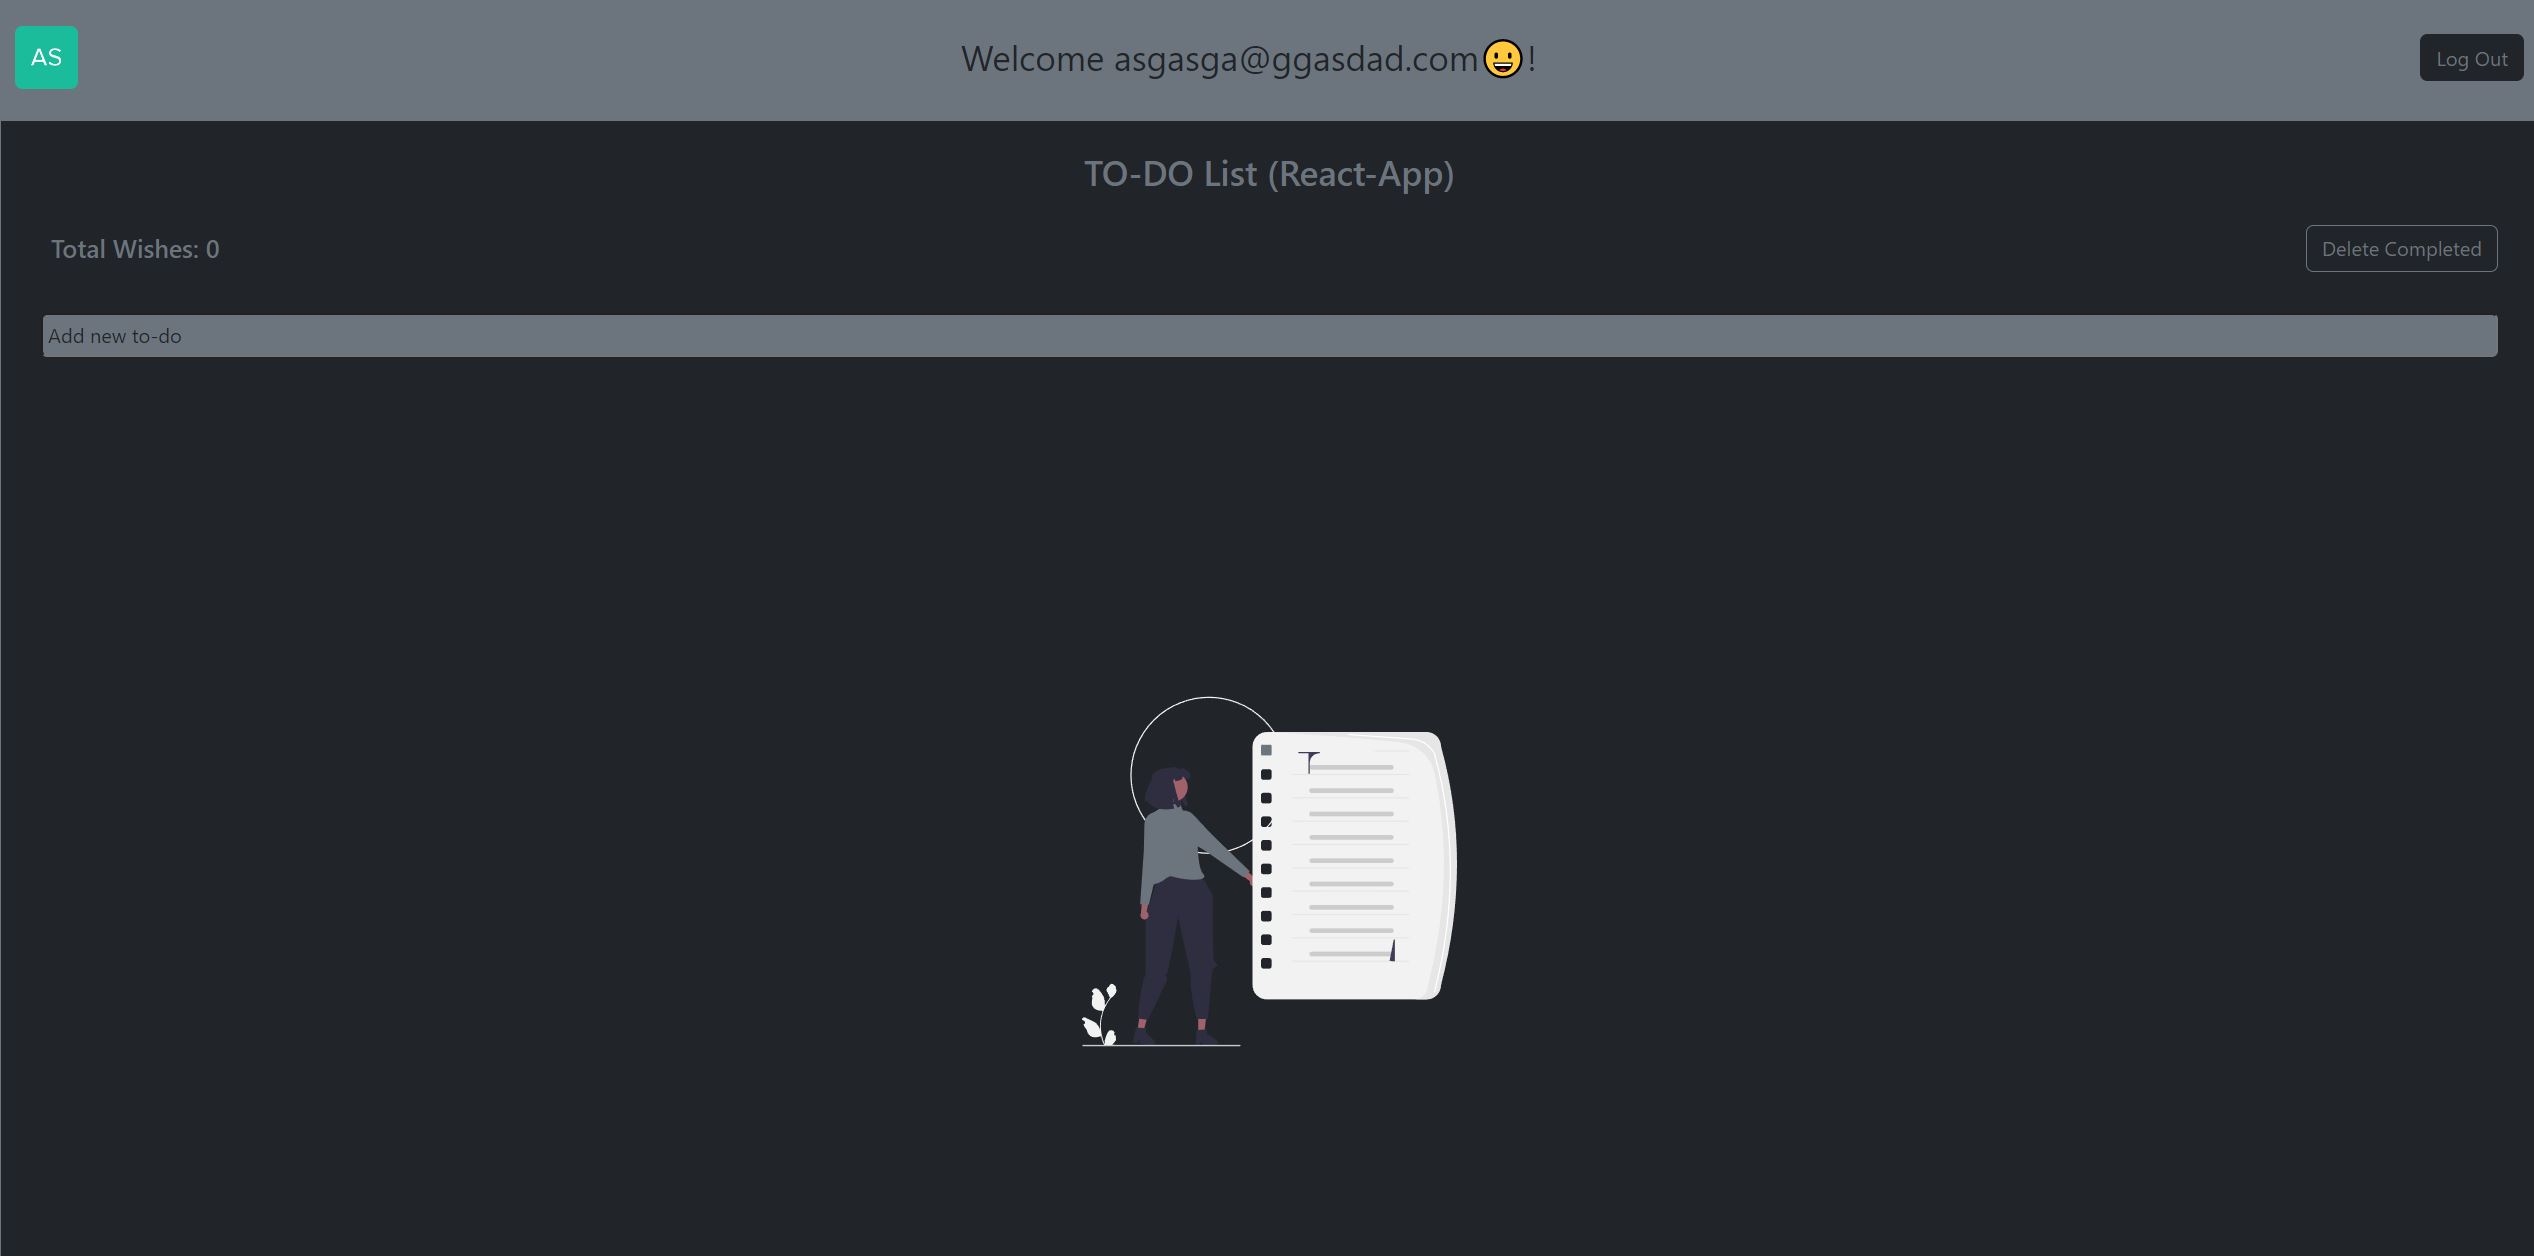 AS
Welcome asgasga@ggasdad.com😀!
Log Out
TO-DO List (React-App)
Total Wishes: 0
Delete Completed
Add new to-do